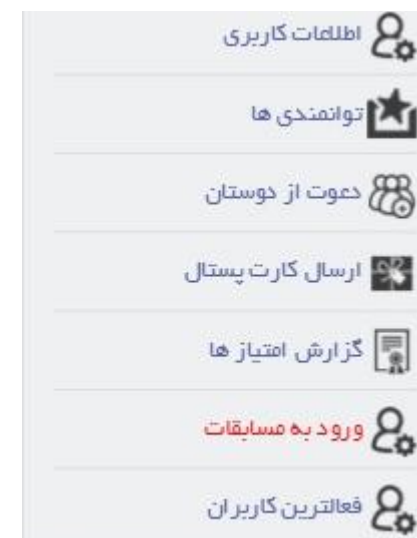 اطلاعات کاربری
توانمندی ها
دعوت از دوستان
ارسال کارت پستال
گزارش امتیاز ها
ورود به مسابقات
فعالترین کاربران